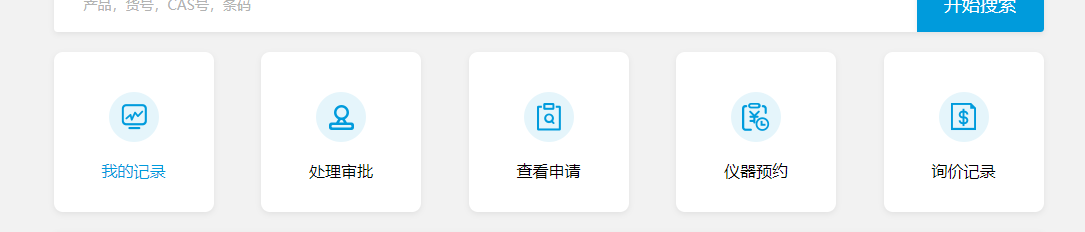 产品，货号，CAS号，条码
开始搜索
我的记录
处理审批
查看申请
仪器预约
询价记录